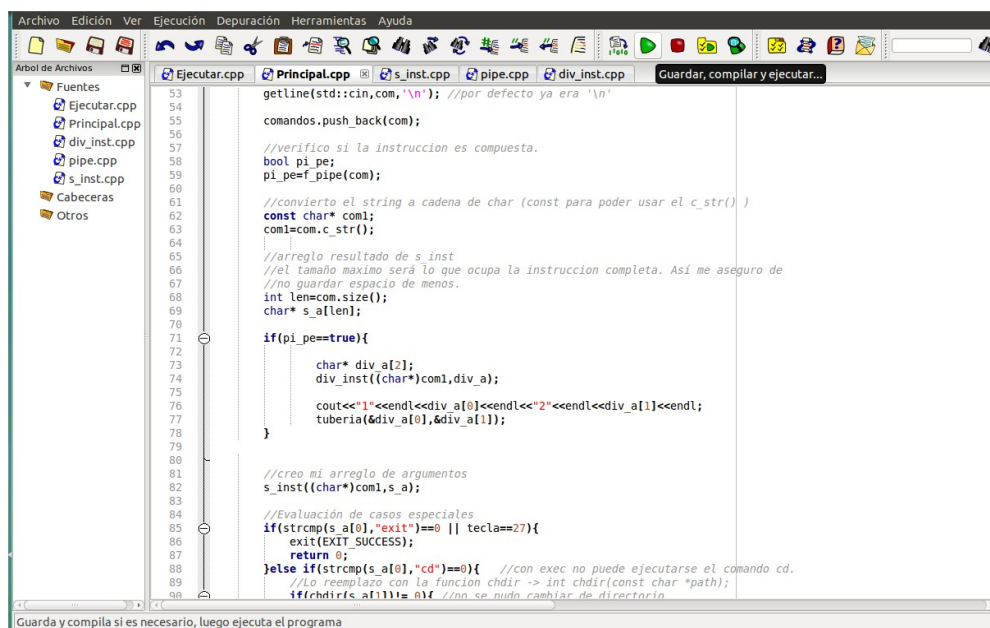 Archivo Edición Ver Ejecución Depuración Herramientas Ayuda
Arbol de Archivos
Ejecutar.cpp Principal.cpp s_inst.cpp pipe.cpp div_inst.cpp Guardar, compilar y ejecutar...
Fuentes
Ejecutar.cpp
Principal.cpp
div_inst.cpp
pipe.cpp
s_inst.cpp
Cabeceras
Otros
53 getline(std::cin,com,'\n'); //por defecto ya era '\n'
54
55 comandos.push_back(com);
56
57 //verifico si la instruccion es compuesta.
58 bool pi_pe;
59 pi_pe=f_pipe(com);
60
61 //convierto el string a cadena de char (const para poder usar el c_str() )
62 const char* com1;
63 com1=com.c_str();
64
65 //arreglo resultado de s_inst
66 //el tamaño maximo será lo que ocupa la instruccion completa. Así me aseguro de
67 //no guardar espacio de menos.
68 int len=com.size();
69 char* s_a[len];
70
71 if(pi_pe==true){
72
73 char* div_a[2];
74 div_inst((char*)com1,div_a);
75
76 cout<<"1"<<endl<<div_a[0]<<endl<<"2"<<endl<<div_a[1]<<endl;
77 tuberia(&div_a[0],&div_a[1]);
78 }
79
80
81 //creo mi arreglo de argumentos
82 s_inst((char*)com1,s_a);
83
84 //Evaluación de casos especiales
85 if(strcmp(s_a[0],"exit")==0 || tecla==27){
86 exit(EXIT_SUCCESS);
87 return 0;
88 }else if(strcmp(s_a[0],"cd")==0){ //con exec no puede ejecutarse el comando cd.
89 //Lo reemplazo con la funcion chdir -> int chdir(const char *path);
90 if(chdir(s_a[1])!= 0){ //no se pudo cambiar de directorio
Guarda y compila si es necesario, luego ejecuta el programa